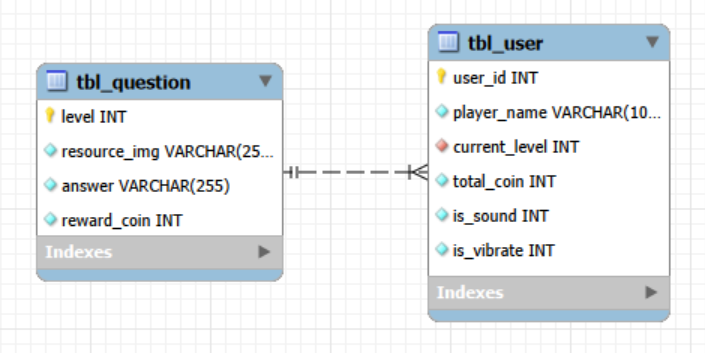 tbl_question
level INT
resource_img VARCHAR(25...
answer VARCHAR(255)
reward_coin INT
Indexes
tbl_user
user_id INT
player_name VARCHAR(10...
current_level INT
total_coin INT
is_sound INT
is_vibrate INT
Indexes